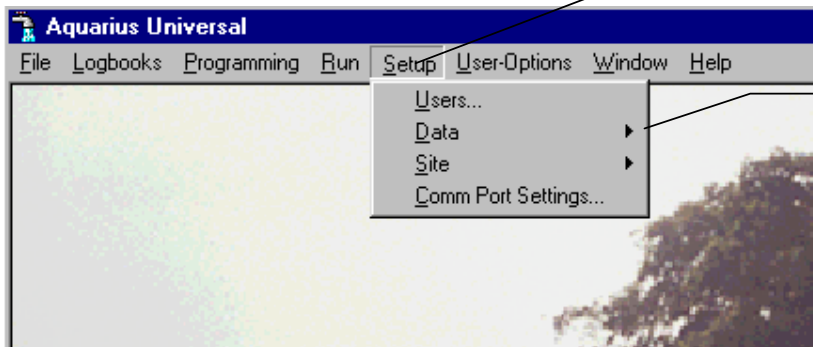 Aquarius Universal
File Logbooks Programming Run Setup User-Options Window Help
Users...
Data
Site
Comm Port Settings...